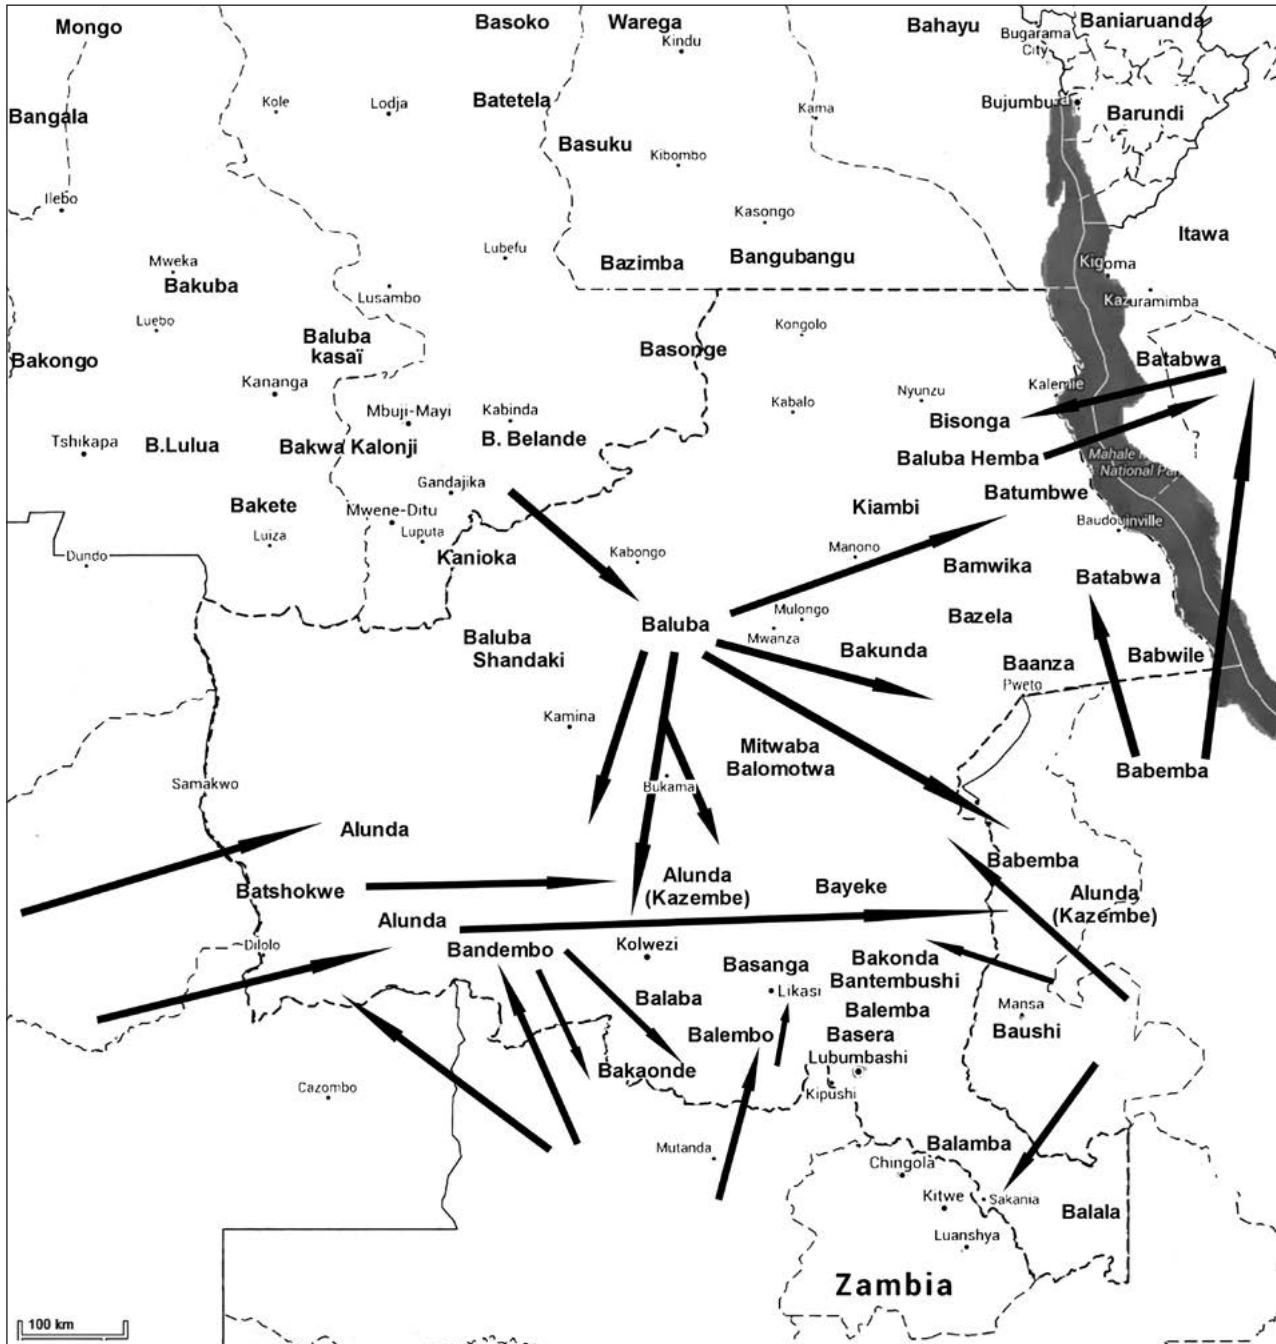 Mongo
Basoko
Warega
Kindu
Bahayu
Bugarama
City
Baniaruanda
Bangala
Kole
Lodja
Batetela
Kama
Bujumbura
Barundi
Basuku
Kibombo
Ilebo
Kasongo
Itawa
Mweka
Bakuba
Lubefu
Bazimba
Bangubangu
Kigoma
Lusambo
Kazuramimba
Luebo
Baluba
kasaï
Kongolo
Bakongo
Basonge
Batabwa
Kananga
Mbuji-Mayi
Kabinda
Kabalo
Nyunzu
Kalemie
Bisonga
Tshikapa
B.Lulua
Bakwa Kalonji
B. Belande
Baluba Hemba
Mahale
National Par
Gandajika
Batumbwe
Bakete
Mwene-Ditu
Kiambi
Baudouinville
Luiza
Luputa
Dundo
Kanioka
Kabongo
Manono
Bamwika
Batabwa
Mulongo
Baluba
Mwanza
Bazela
Baluba
Shandaki
Bakunda
Baanza
Babwile
Pweto
Kamina
Mitwaba
Balomotwa
Babemba
Samakwo
Bukama
Alunda
Babemba
Batshokwe
Alunda
(Kazembe)
Bayeke
Alunda
(Kazembe)
Alunda
Dilolo
Bandembo
Kolwezi
Basanga
Bakonda
Bantembushi
Likasi
Balaba
Mansa
Balemba
Baushi
Balembo
Basera
Lubumbashi
Bakaonde
Cazombo
Kipushi
Mutanda
Balamba
Chingola
Kitwe
Sakania
Balala
Luanshya
Zambia
100 km